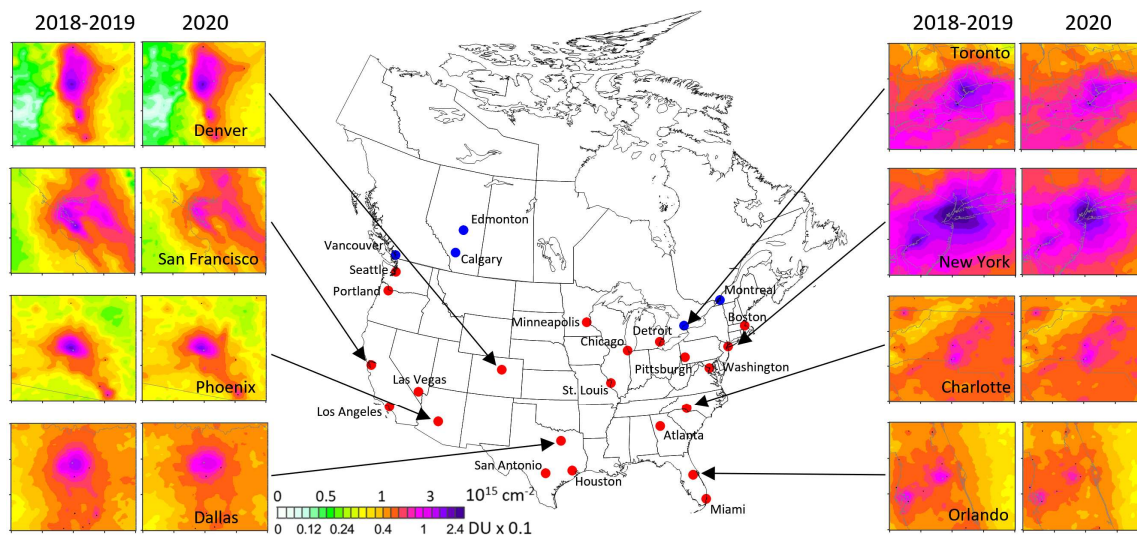 2018-2019 2020
2018-2019 2020
Denver
San Francisco
Phoenix
Dallas
Toronto
New York
Charlotte
Orlando
Edmonton
Vancouver
Calgary
Seattle
Portland
Montreal
Boston
Minneapolis
Detroit
Chicago
Pittsburgh
Washington
Las Vegas
St. Louis
Los Angeles
Atlanta
San Antonio
Houston
Miami
0 0.5 1 3 10¹⁵ cm⁻²
0 0.12 0.24 0.4 1 2.4 DU x 0.1